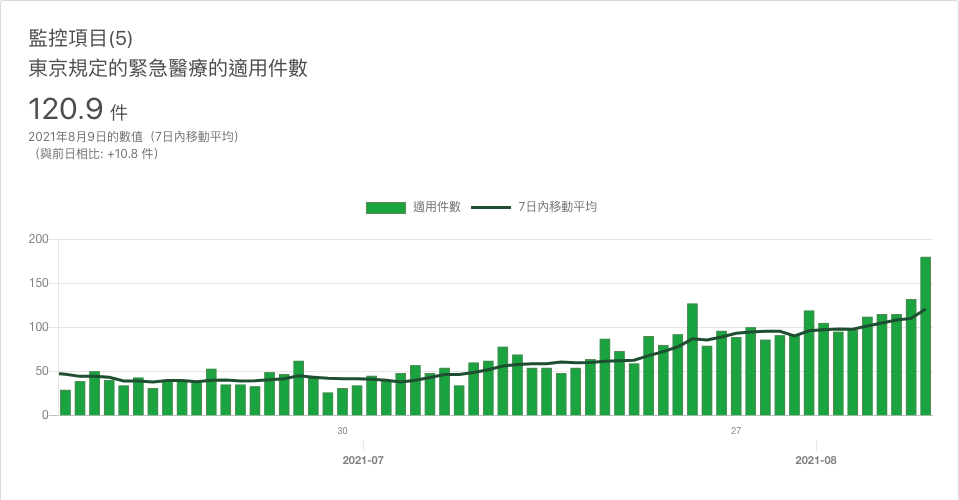 監控項目(5)
東京規定的緊急醫療的適用件數
120.9 件
2021年8月9日的數值（7日內移動平均）
（與前日相比: +10.8 件）
適用件數 7日內移動平均
200
150
100
50
0
30 27
2021-07 2021-08